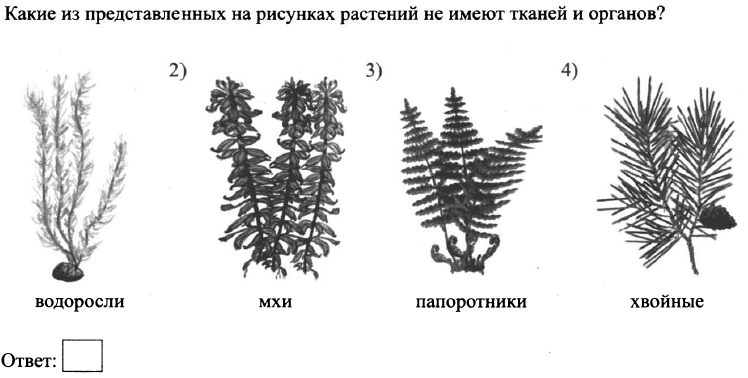 Какие из представленных на рисунках растений не имеют тканей и органов?
2) 3) 4)
водоросли мхи папоротники хвойные
Ответ: